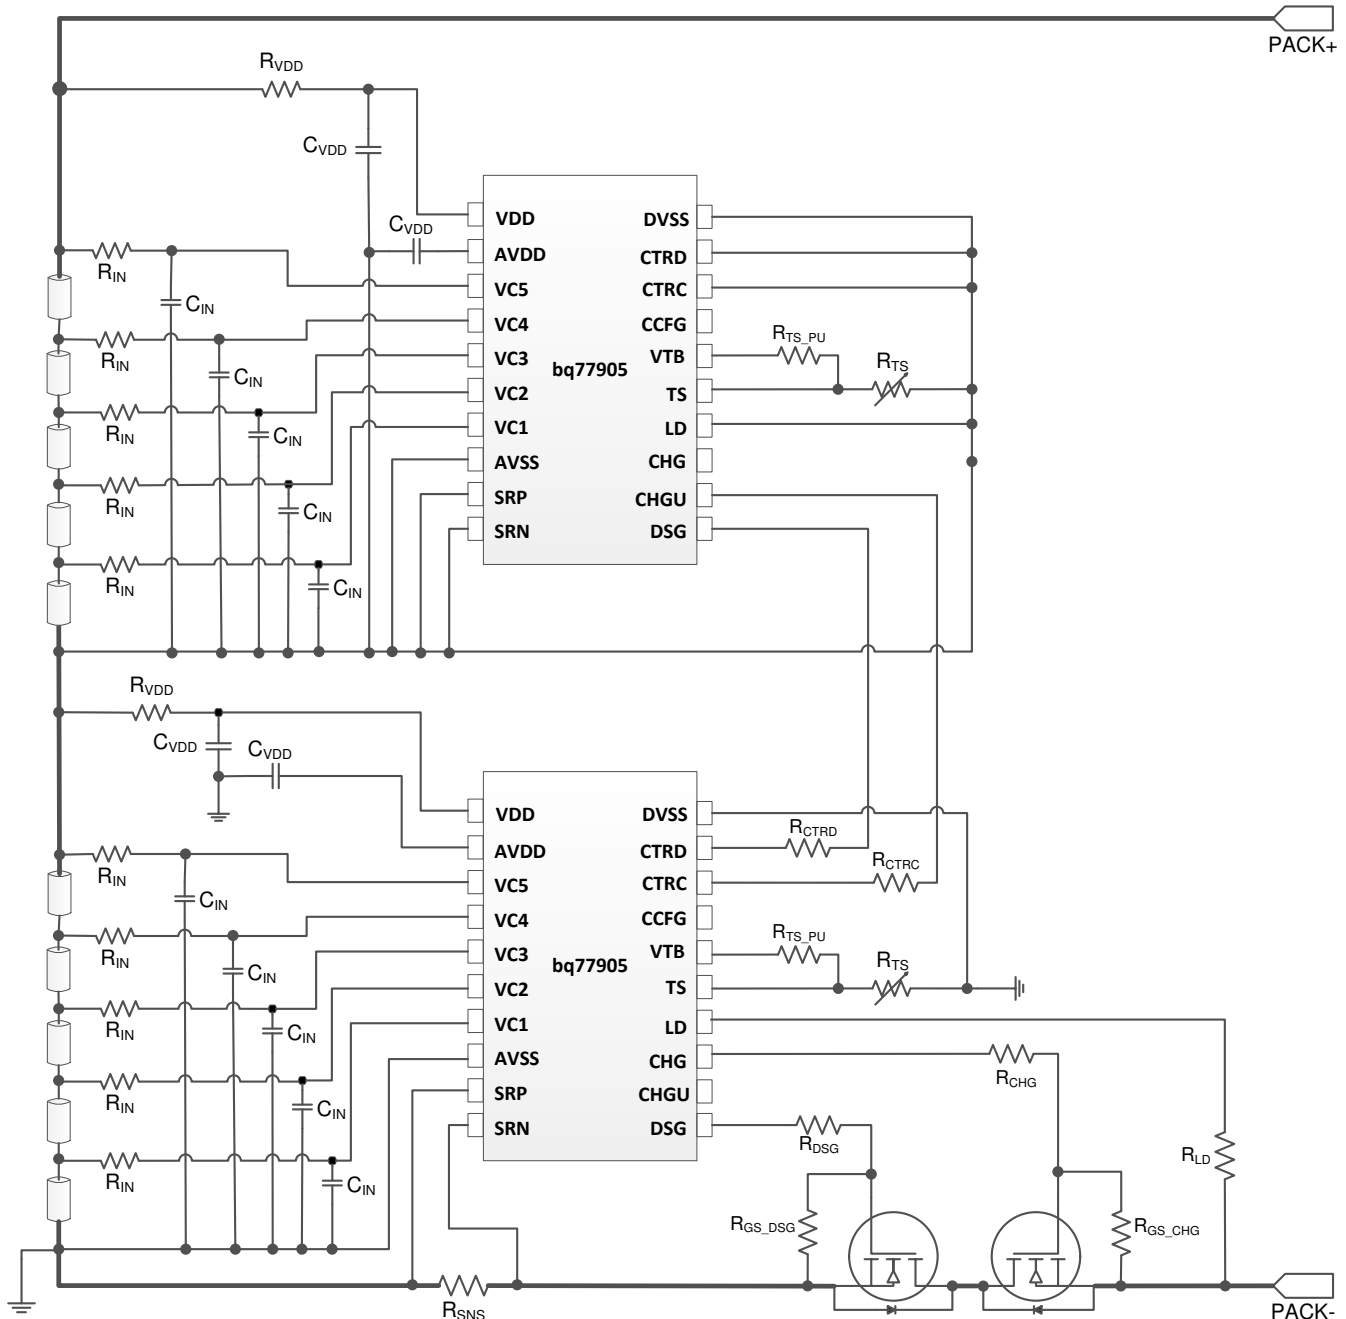 PACK+
RVDD
CVDD
CVDD
VDD
AVDD
VC5
VC4
VC3
VC2
VC1
AVSS
SRP
SRN
bq77905
DVSS
CTRD
CTRC
CCFG
VTB
TS
LD
CHG
CHGU
DSG
RIN
CIN
RIN
CIN
RIN
CIN
RIN
CIN
RIN
CIN
RTS_PU
RTS
RVDD
CVDD
CVDD
VDD
AVDD
VC5
VC4
VC3
VC2
VC1
AVSS
SRP
SRN
bq77905
DVSS
CTRD
CTRC
CCFG
VTB
TS
LD
CHG
CHGU
DSG
RIN
CIN
RIN
CIN
RIN
CIN
RIN
CIN
RIN
CIN
RCTRD
RCTRC
RTS_PU
RTS
RCHG
RDSG
RLD
RGS_DSG
RGS_CHG
RSNS
PACK-